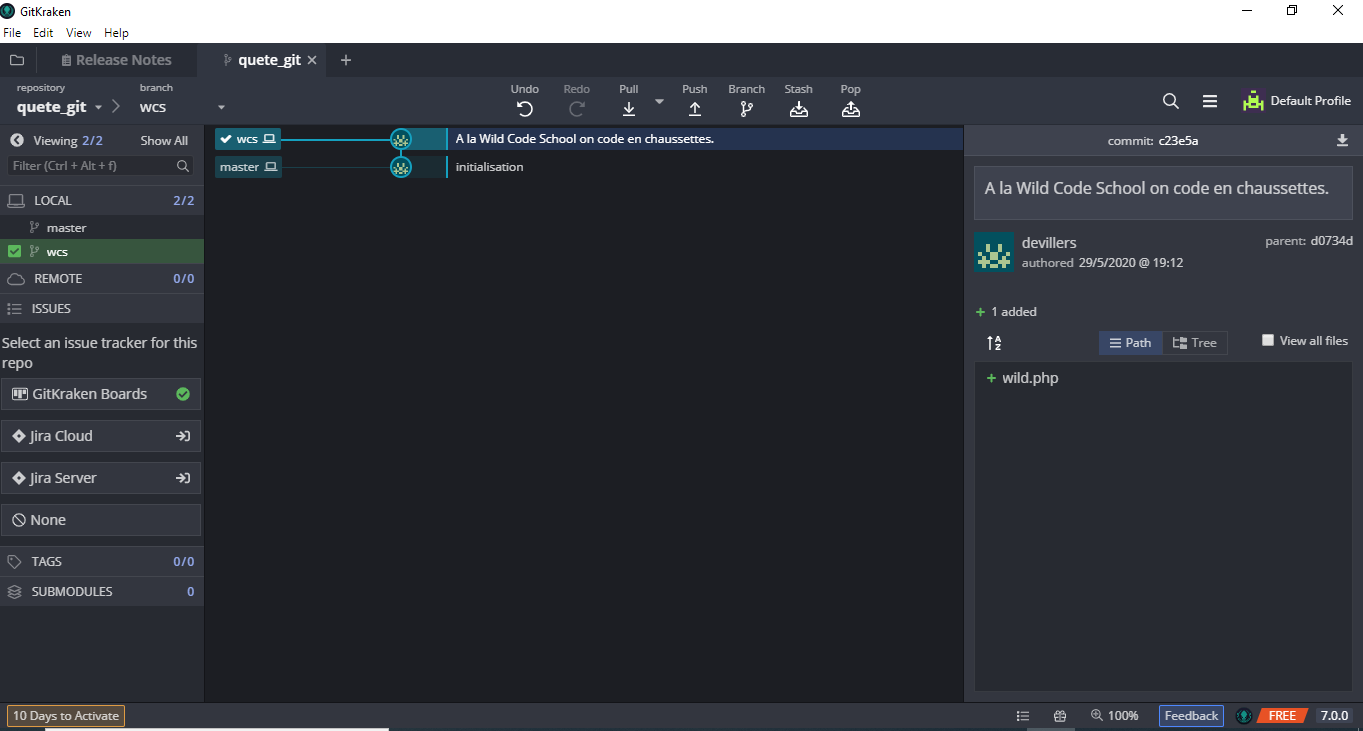 GitKraken
File Edit View Help
Release Notes
quete_git
repository
quete_git
branch
wcs
Undo
Redo
Pull
Push
Branch
Stash
Pop
Default Profile
Viewing 2/2
Show All
Filter (Ctrl + Alt + f)
LOCAL 2/2
master
wcs
REMOTE 0/0
ISSUES
Select an issue tracker for this
repo
GitKraken Boards
Jira Cloud
Jira Server
None
TAGS 0/0
SUBMODULES 0
wcs
A la Wild Code School on code en chaussettes.
master
initialisation
commit: c23e5a
A la Wild Code School on code en chaussettes.
devillers
parent: d0734d
authored 29/5/2020 @ 19:12
+ 1 added
A
Z
Path
Tree
View all files
+ wild.php
10 Days to Activate
100%
Feedback
FREE
7.0.0